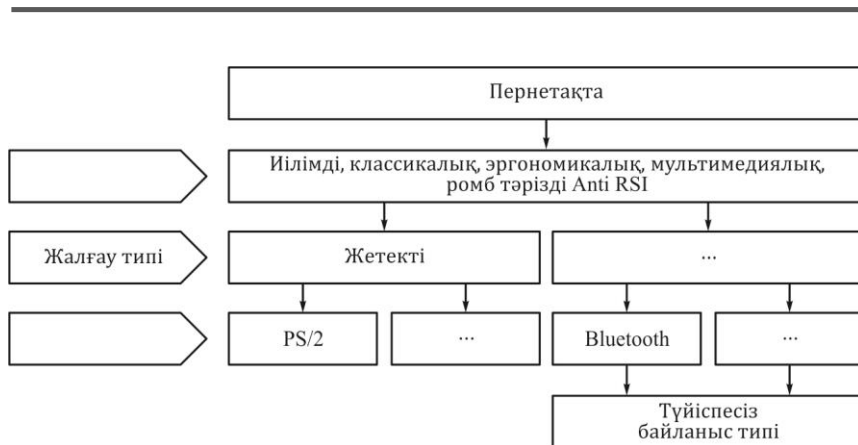 Пернетақта
Иілімді, классикалық, эргономикалық, мультимедиялық,
ромб тәрізді Anti RSI
Жалғау типі
Жетекті
...
PS/2
...
Bluetooth
...
Түйіспесіз
байланыс типі